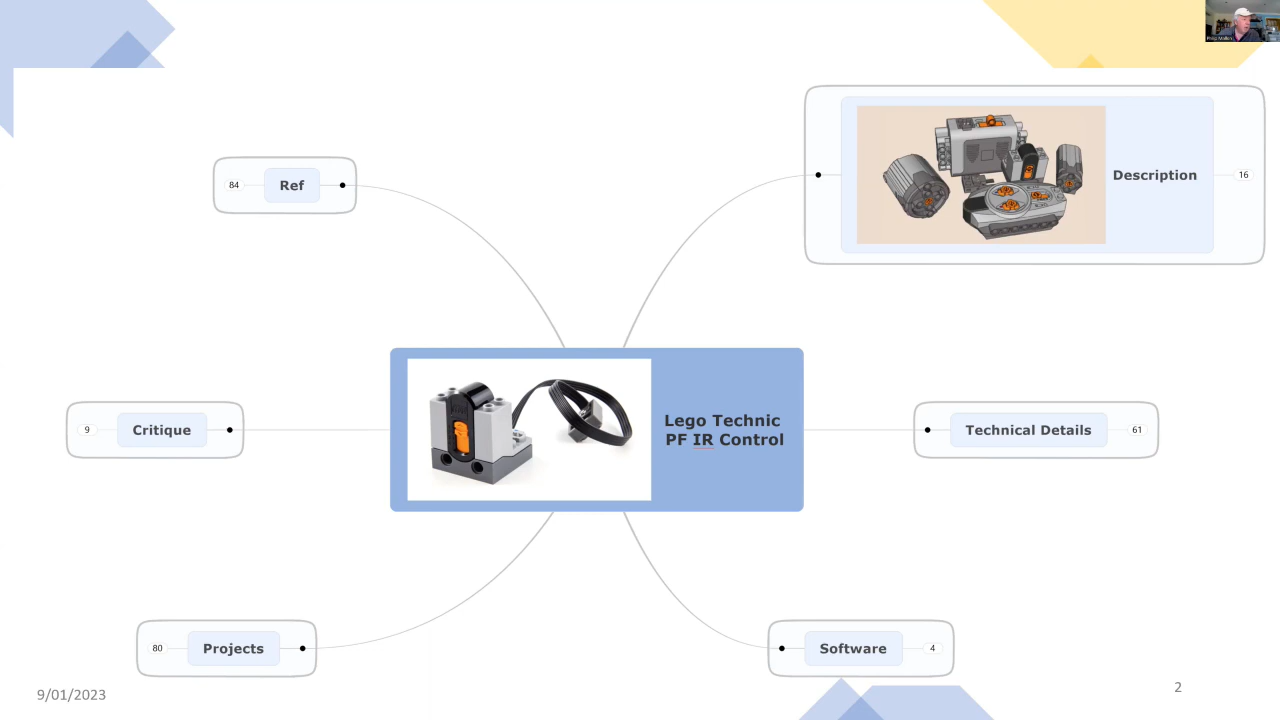 Description
16
84
Ref
Lego Technic
PF IR Control
9
Critique
Technical Details
61
80
Projects
Software
4
9/01/2023
2